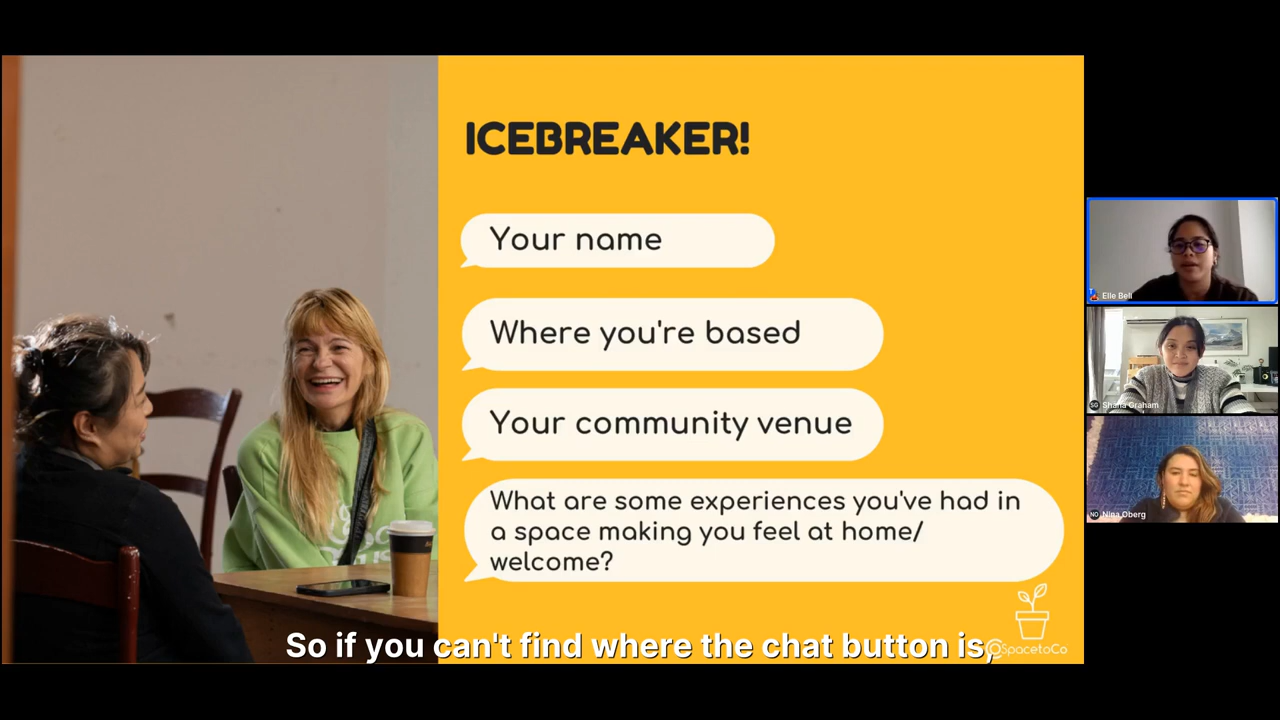 ICEBREAKER!
Your name
Where you're based
Your community venue
What are some experiences you've had in
a space making you feel at home/
welcome?
@SpacetoCo
So if you can't find where the chat button is,
Elle Bell
SG Shana Graham
NO Nina Oberg